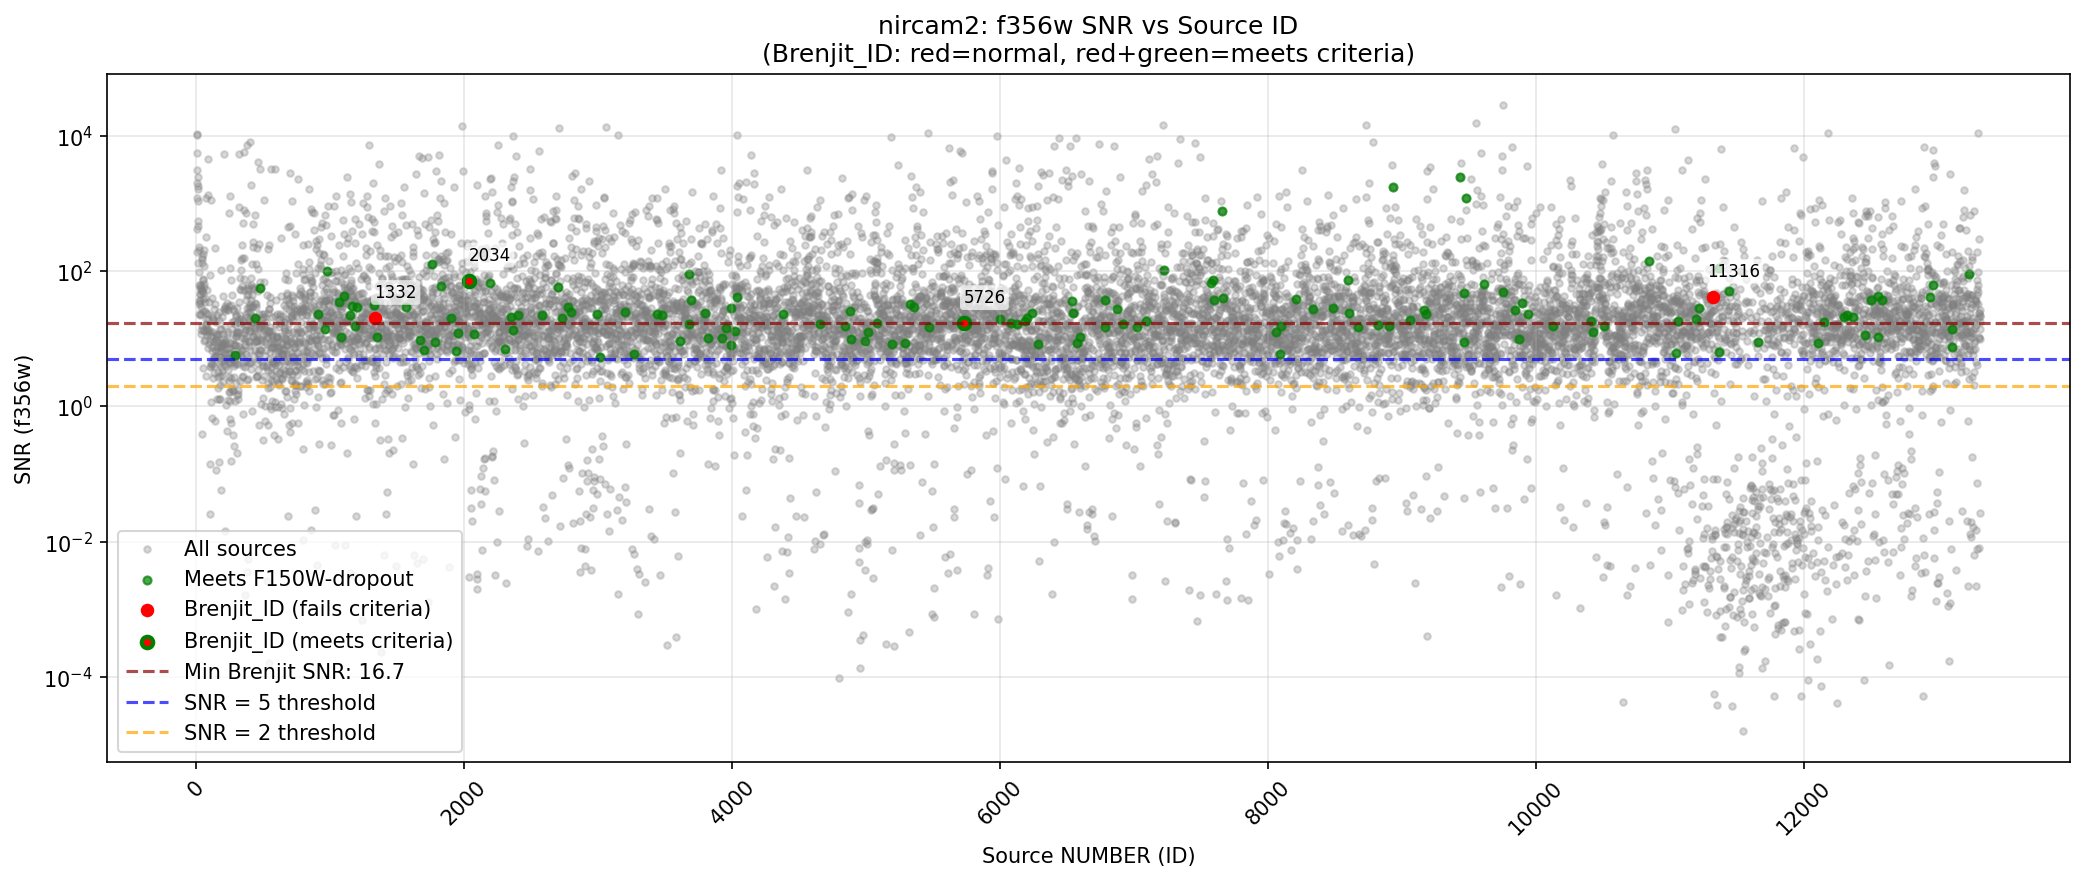 nircam2: f356w SNR vs Source ID
(Brenjit_ID: red=normal, red+green=meets criteria)
SNR (f356w)
10^4
10^2
10^0
10^−2
10^−4
2034
1332
5726
11316
All sources
Meets F150W-dropout
Brenjit_ID (fails criteria)
Brenjit_ID (meets criteria)
Min Brenjit SNR: 16.7
SNR = 5 threshold
SNR = 2 threshold
0
2000
4000
6000
8000
10000
12000
Source NUMBER (ID)